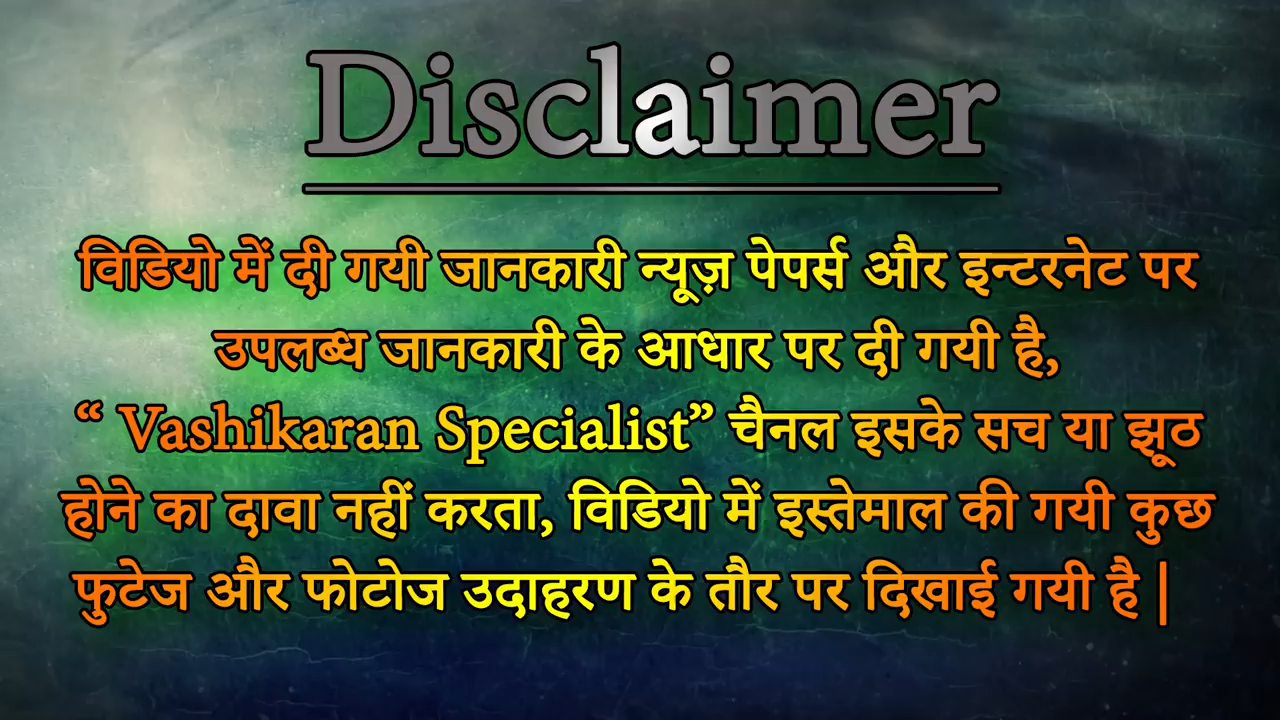 Disclaimer
विडियो में दी गयी जानकारी न्यूज़ पेपर्स और इन्टरनेट पर
उपलब्ध जानकारी के आधार पर दी गयी है,
“ Vashikaran Specialist” चैनल इसके सच या झूठ
होने का दावा नहीं करता, विडियो में इस्तेमाल की गयी कुछ
फुटेज और फोटोज उदाहरण के तौर पर दिखाई गयी है |